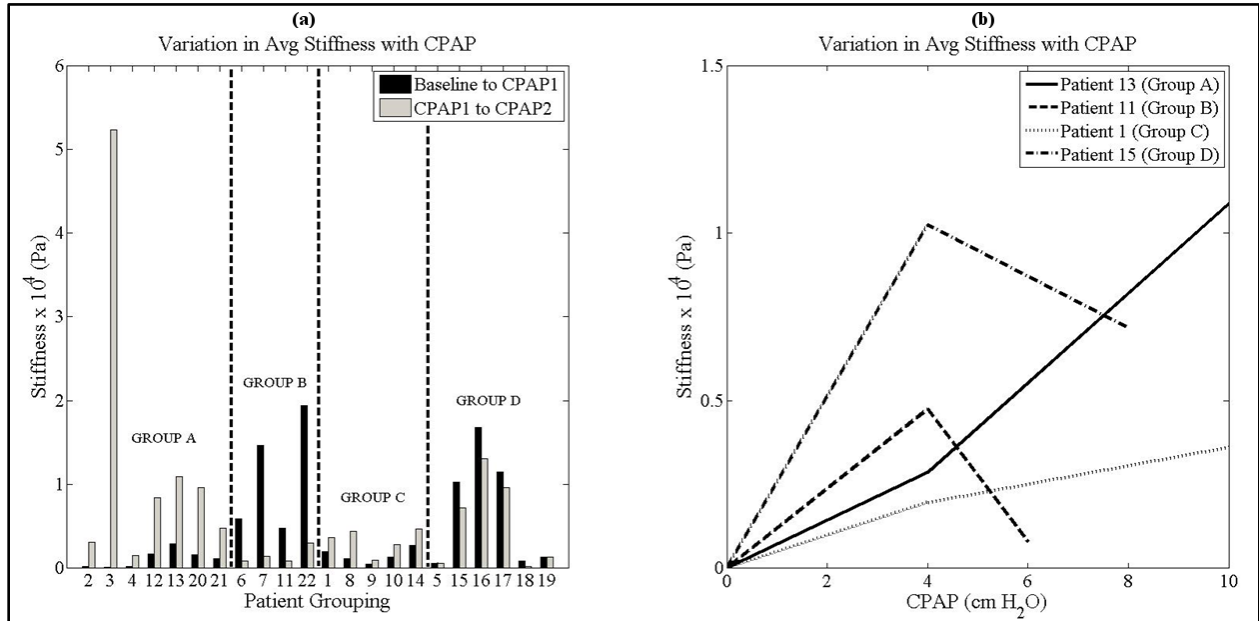 (a)
Variation in Avg Stiffness with CPAP
6
5
4
3
2
1
0
Stiffness x 10^4 (Pa)
Baseline to CPAP1
CPAP1 to CPAP2
GROUP A
GROUP B
GROUP C
GROUP D
2 3 4 12 13 20 21 6 7 11 22 1 8 9 10 14 5 15 16 17 18 19
Patient Grouping
(b)
Variation in Avg Stiffness with CPAP
1.5
1
0.5
0
Stiffness x 10^4 (Pa)
Patient 13 (Group A)
Patient 11 (Group B)
Patient 1 (Group C)
Patient 15 (Group D)
0 2 4 6 8 10
CPAP (cm H₂O)